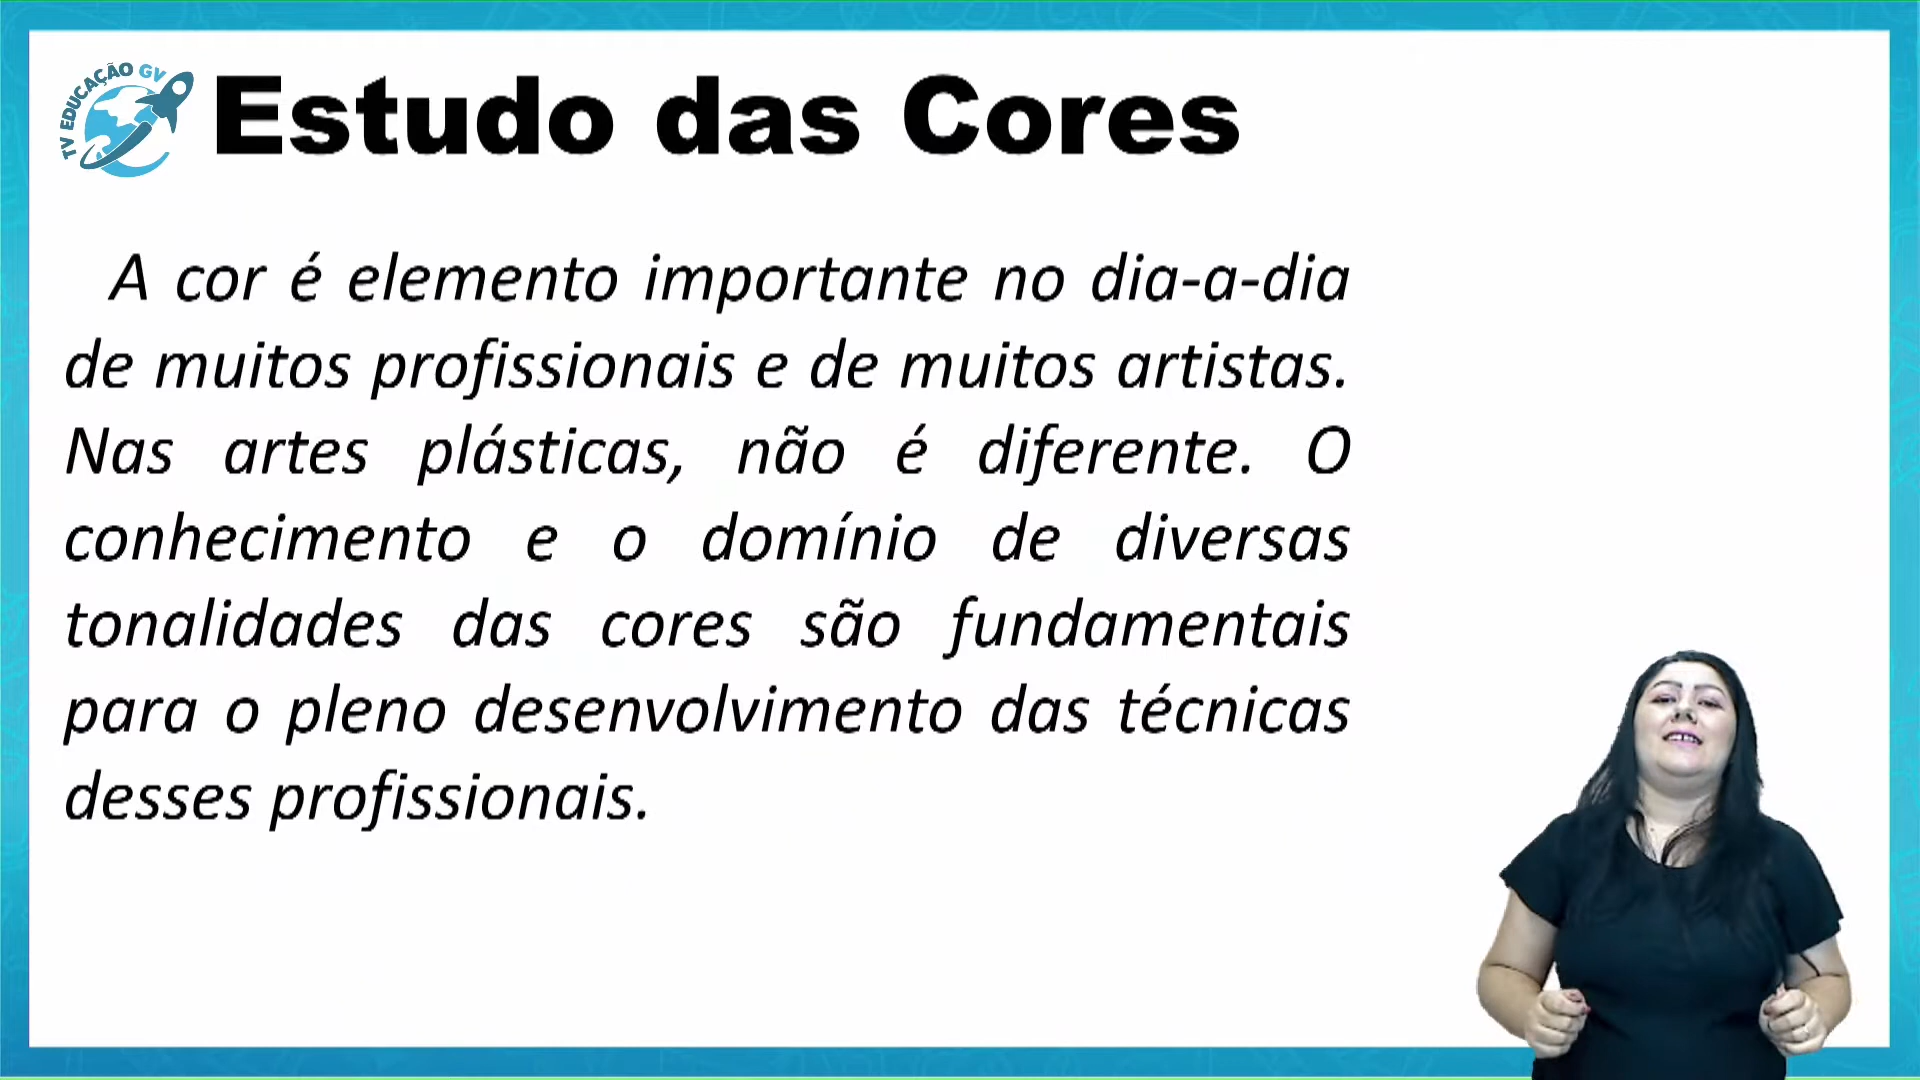 TV EDUCAÇÃO GV
Estudo das Cores
A cor é elemento importante no dia-a-dia
de muitos profissionais e de muitos artistas.
Nas artes plásticas, não é diferente. O
conhecimento e o domínio de diversas
tonalidades das cores são fundamentais
para o pleno desenvolvimento das técnicas
desses profissionais.